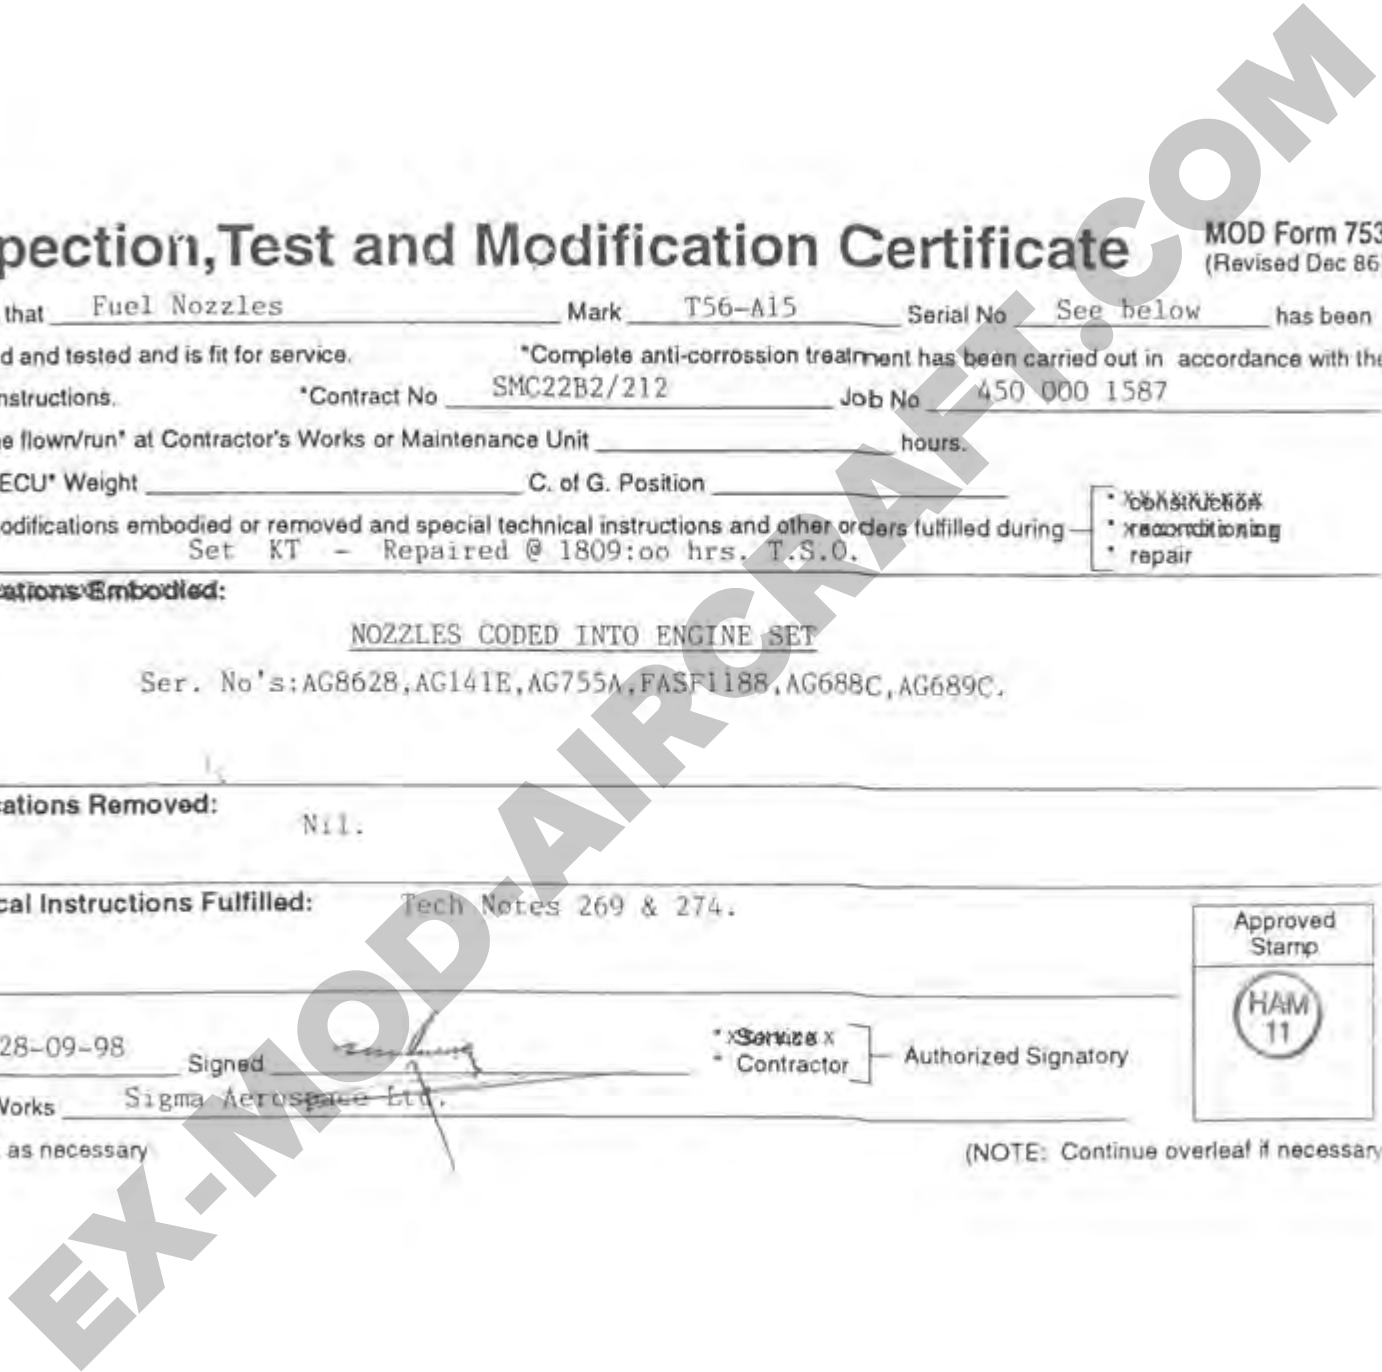 pection,Test and Modification Certificate
MOD Form 753
(Revised Dec 86
that Fuel Nozzles Mark T56-A15 Serial No See below has been
d and tested and is fit for service. *Complete anti-corrossion treatment has been carried out in accordance with the
nstructions. *Contract No SMC22B2/212 Job No 450 000 1587
e flown/run* at Contractor's Works or Maintenance Unit hours.
ECU* Weight C. of G. Position
odifications embodied or removed and special technical instructions and other orders fulfilled during
* construction
* reconditioning
* repair
Set KT - Repaired @ 1809:oo hrs. T.S.O.
ations Embodied:
NOZZLES CODED INTO ENGINE SET
Ser. No's:AG8628,AG141E,AG755A,FASF1188,AG688C,AG689C.
cations Removed:
Nil.
cal Instructions Fulfilled: Tech Notes 269 & 274.
Approved
Stamp
HAM
11
28-09-98 Signed
* Service
* Contractor
Authorized Signatory
Works Sigma Aerospace Ltd.
as necessary
(NOTE: Continue overleaf if necessary
EX-MOD-AIRCRAFT.COM